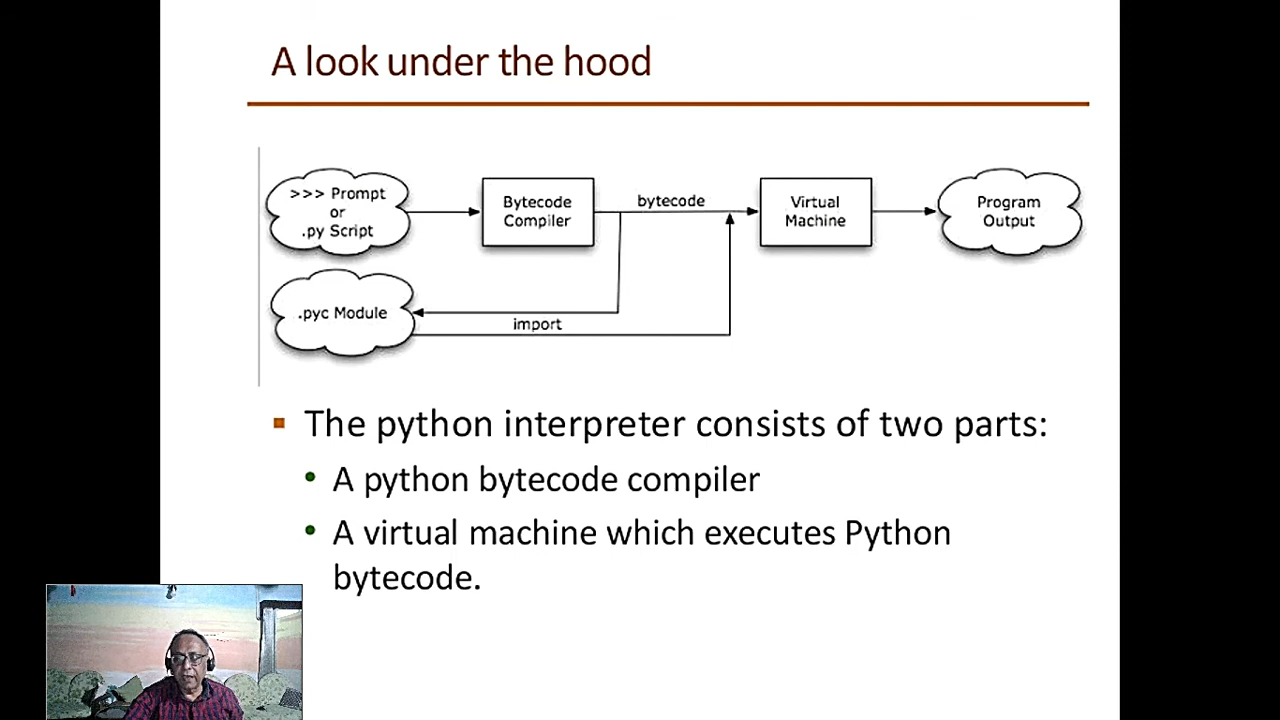 A look under the hood
>>> Prompt
or
.py Script
Bytecode
Compiler
bytecode
Virtual
Machine
Program
Output
.pyc Module
import
The python interpreter consists of two parts:
A python bytecode compiler
A virtual machine which executes Python
bytecode.